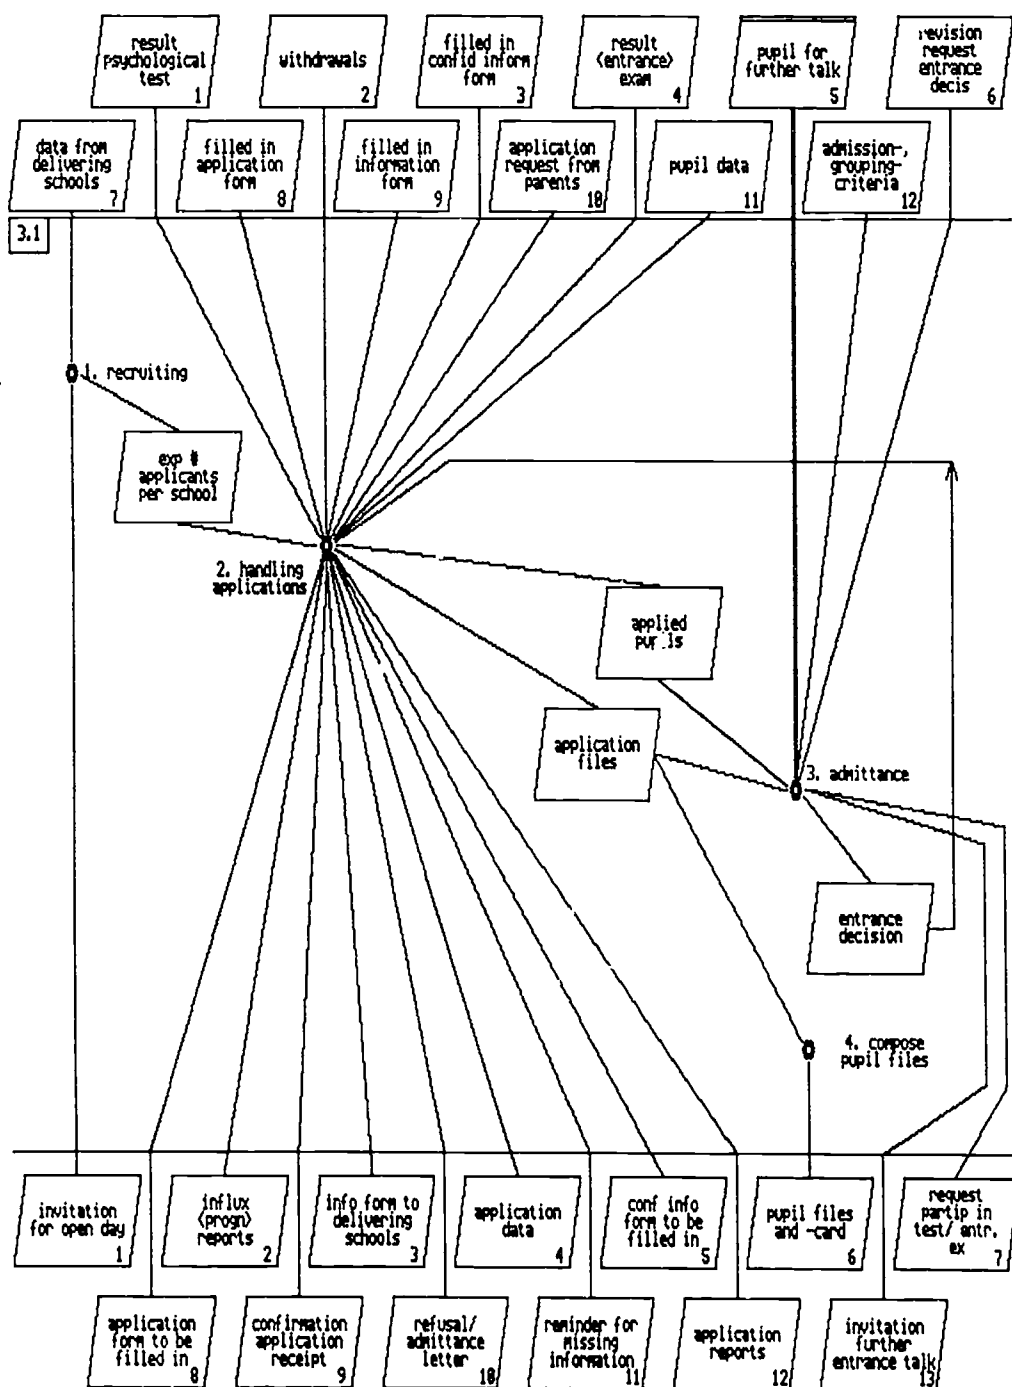 result
psychological
test
1
withdrawals
2
filled in
confid inform
form
3
result
<entrance>
exam
4
pupil for
further talk
5
revision
request
entrance
decis
6
data from
delivering
schools
7
filled in
application
form
8
filled in
information
form
9
application
request from
parents
10
pupil data
11
admission-,
grouping-
criteria
12
3.1
1. recruiting
exp #
applicants
per school
2. handling
applications
applied
application
files
3. admittance
entrance
decision
4. compose
pupil files
invitation
for open day
1
influx
<progn>
reports
2
info form to
delivering
schools
3
application
data
4
conf info
form to be
filled in
5
pupil files
and -card
6
request
partip in
test/ entr.
ex
7
application
form to be
filled in
8
confirmation
application
receipt
9
refusal/
admittance
letter
10
reminder for
missing
information
11
application
reports
12
invitation
further
entrance talk
13